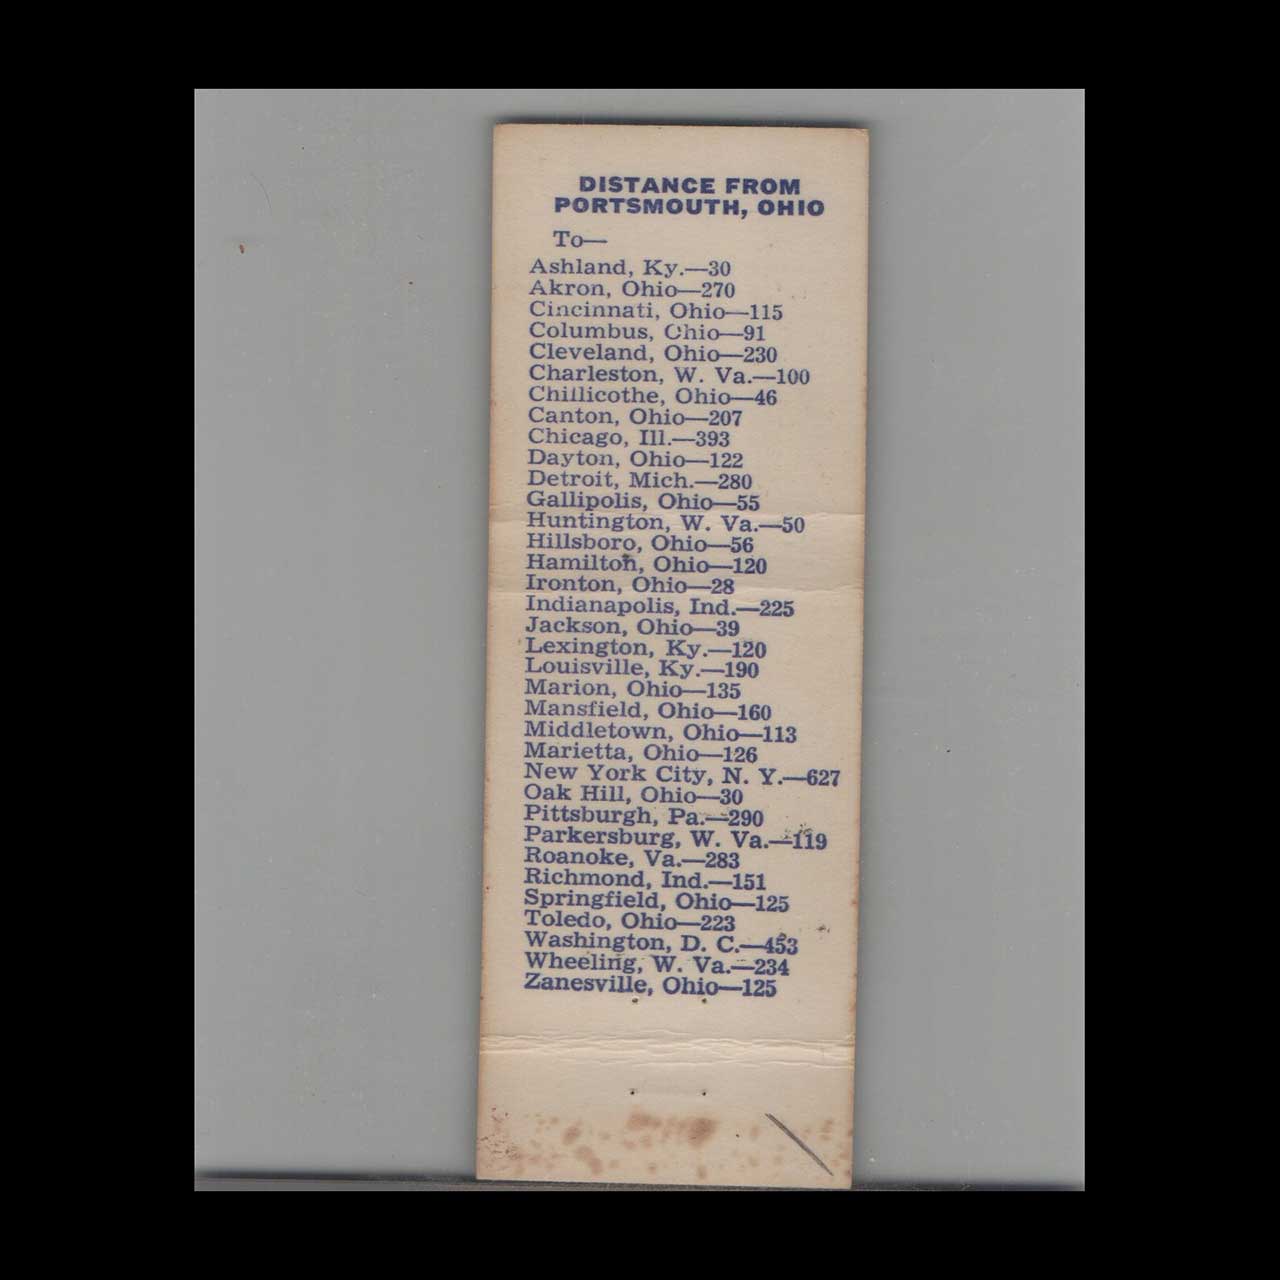 DISTANCE FROM
PORTSMOUTH, OHIO
To—
Ashland, Ky.—30
Akron, Ohio—270
Cincinnati, Ohio—115
Columbus, Ohio—91
Cleveland, Ohio—230
Charleston, W. Va.—100
Chillicothe, Ohio—46
Canton, Ohio—207
Chicago, Ill.—393
Dayton, Ohio—122
Detroit, Mich.—280
Gallipolis, Ohio—55
Huntington, W. Va.—50
Hillsboro, Ohio—56
Hamilton, Ohio—120
Ironton, Ohio—28
Indianapolis, Ind.—225
Jackson, Ohio—39
Lexington, Ky.—120
Louisville, Ky.—190
Marion, Ohio—135
Mansfield, Ohio—160
Middletown, Ohio—113
Marietta, Ohio—126
New York City, N. Y.—627
Oak Hill, Ohio—30
Pittsburgh, Pa.—290
Parkersburg, W. Va.—119
Roanoke, Va.—283
Richmond, Ind.—151
Springfield, Ohio—125
Toledo, Ohio—223
Washington, D. C.—453
Wheeling, W. Va.—234
Zanesville, Ohio—125